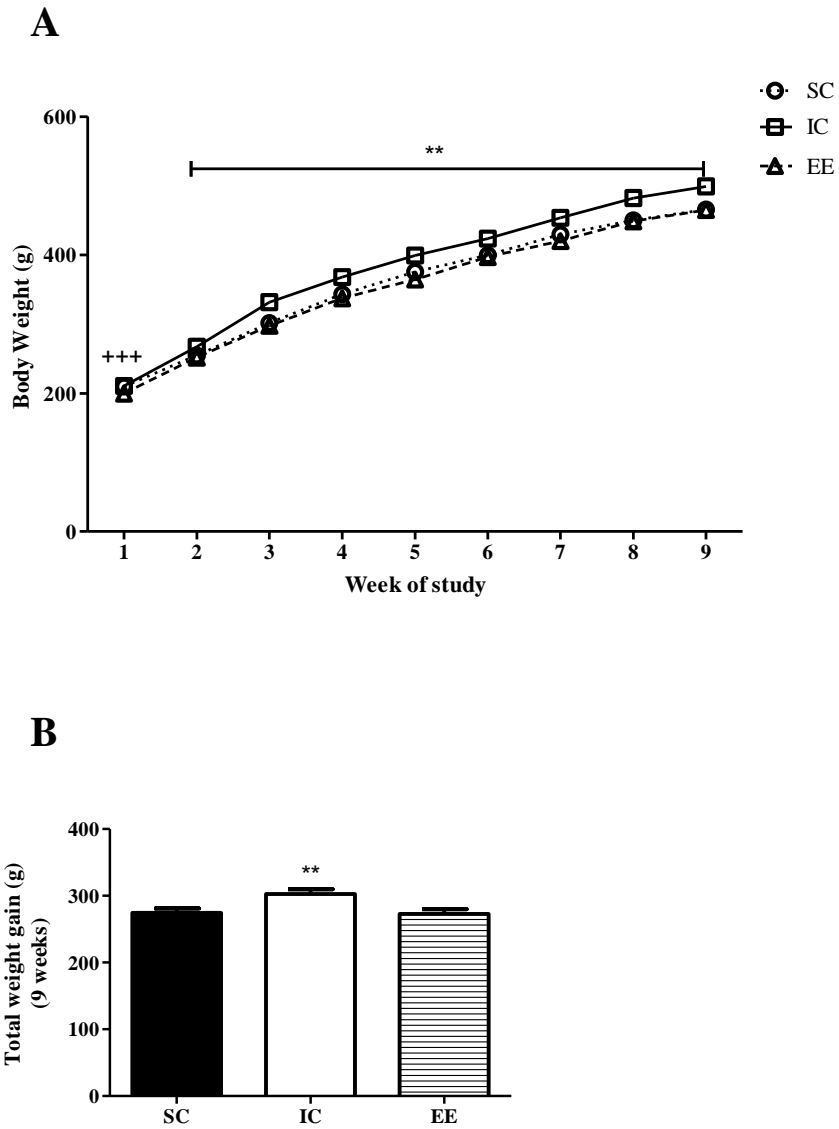 A
SC
IC
EE
600
**
400
+++
200
0
1 2 3 4 5 6 7 8 9
Body Weight (g)
Week of study
B
400
**
300
200
100
0
Total weight gain (g)
(9 weeks)
SC IC EE